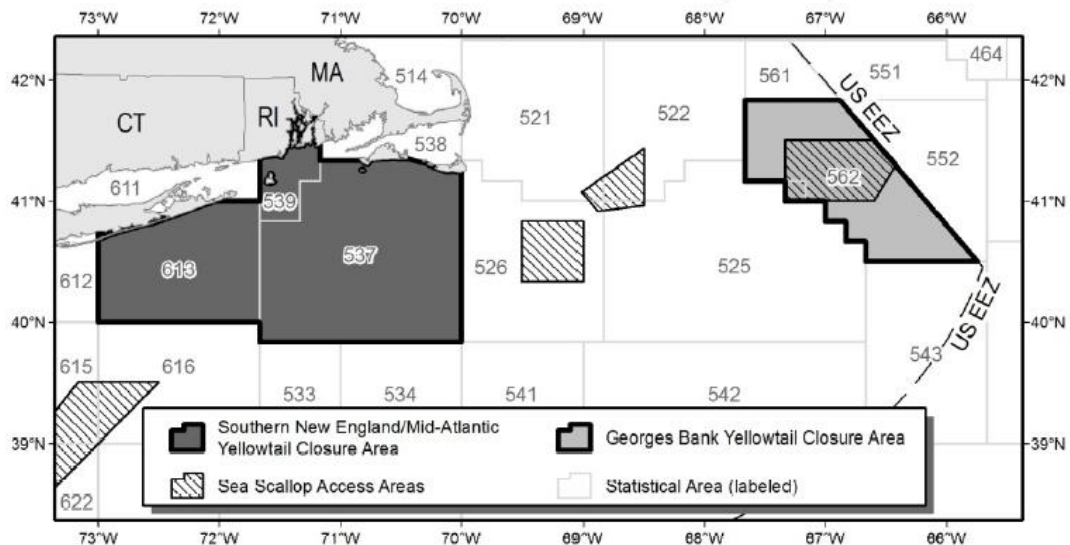 73°W 72°W 71°W 70°W 69°W 68°W 67°W 66°W
464
42°N MA 514 561 US EEZ 551 42°N
CT RI 521 522
538 552
611 562
41°N 539 41°N
537
612 613 526 525
40°N 40°N
US EEZ
615 616 543
533 534 541 542
39°N 39°N
Southern New England/Mid-Atlantic
Yellowtail Closure Area
Georges Bank Yellowtail Closure Area
Sea Scallop Access Areas
Statistical Area (labeled)
622
73°W 72°W 71°W 70°W 69°W 68°W 67°W 66°W